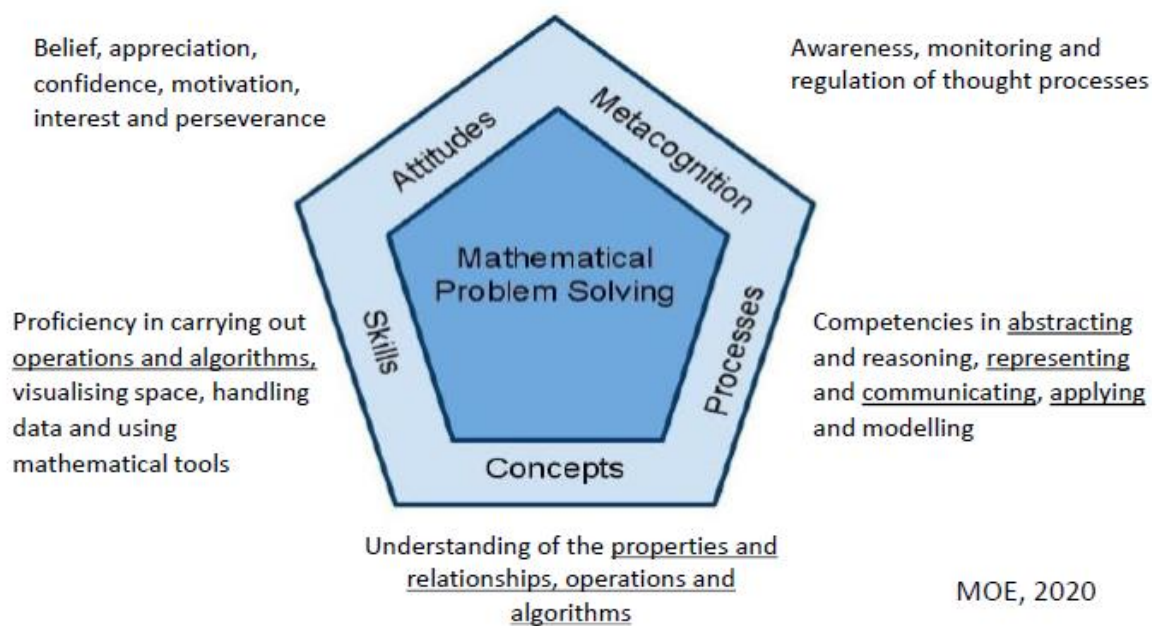 Belief, appreciation,
confidence, motivation,
interest and perseverance
Awareness, monitoring and
regulation of thought processes
Attitudes
Metacognition
Mathematical
Problem Solving
Skills
Processes
Concepts
Proficiency in carrying out
operations and algorithms,
visualising space, handling
data and using
mathematical tools
Competencies in abstracting
and reasoning, representing
and communicating, applying
and modelling
Understanding of the properties and
relationships, operations and
algorithms
MOE, 2020